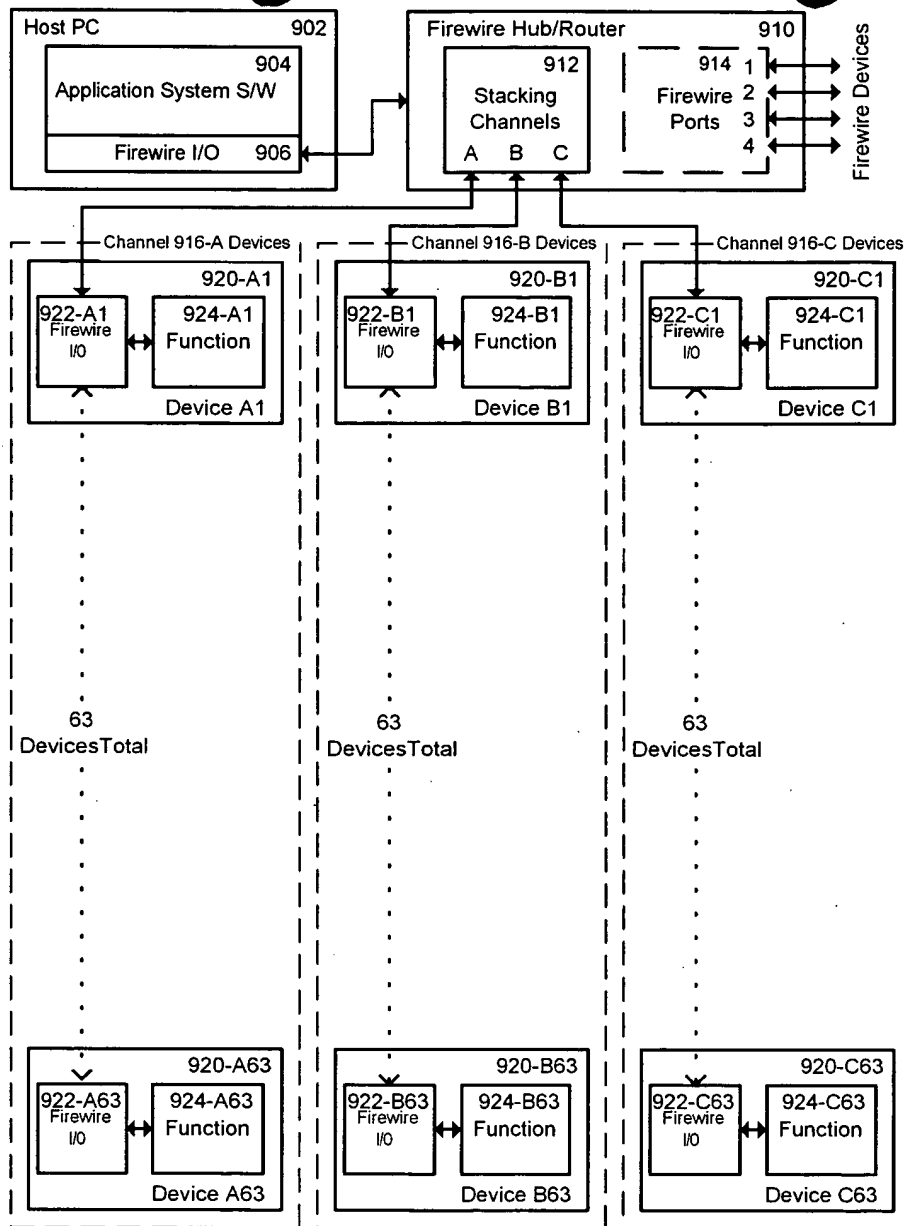 Host PC 902
904
Application System S/W
Firewire I/O 906
Firewire Hub/Router 910
912
Stacking
Channels
A B C
914 1
Firewire 2
Ports 3
4
Firewire Devices
Channel 916-A Devices
920-A1
922-A1
Firewire
I/O
924-A1
Function
Device A1
63
DevicesTotal
920-A63
922-A63
Firewire
I/O
924-A63
Function
Device A63
Channel 916-B Devices
920-B1
922-B1
Firewire
I/O
924-B1
Function
Device B1
63
DevicesTotal
920-B63
922-B63
Firewire
I/O
924-B63
Function
Device B63
Channel 916-C Devices
920-C1
922-C1
Firewire
I/O
924-C1
Function
Device C1
63
DevicesTotal
920-C63
922-C63
Firewire
I/O
924-C63
Function
Device C63